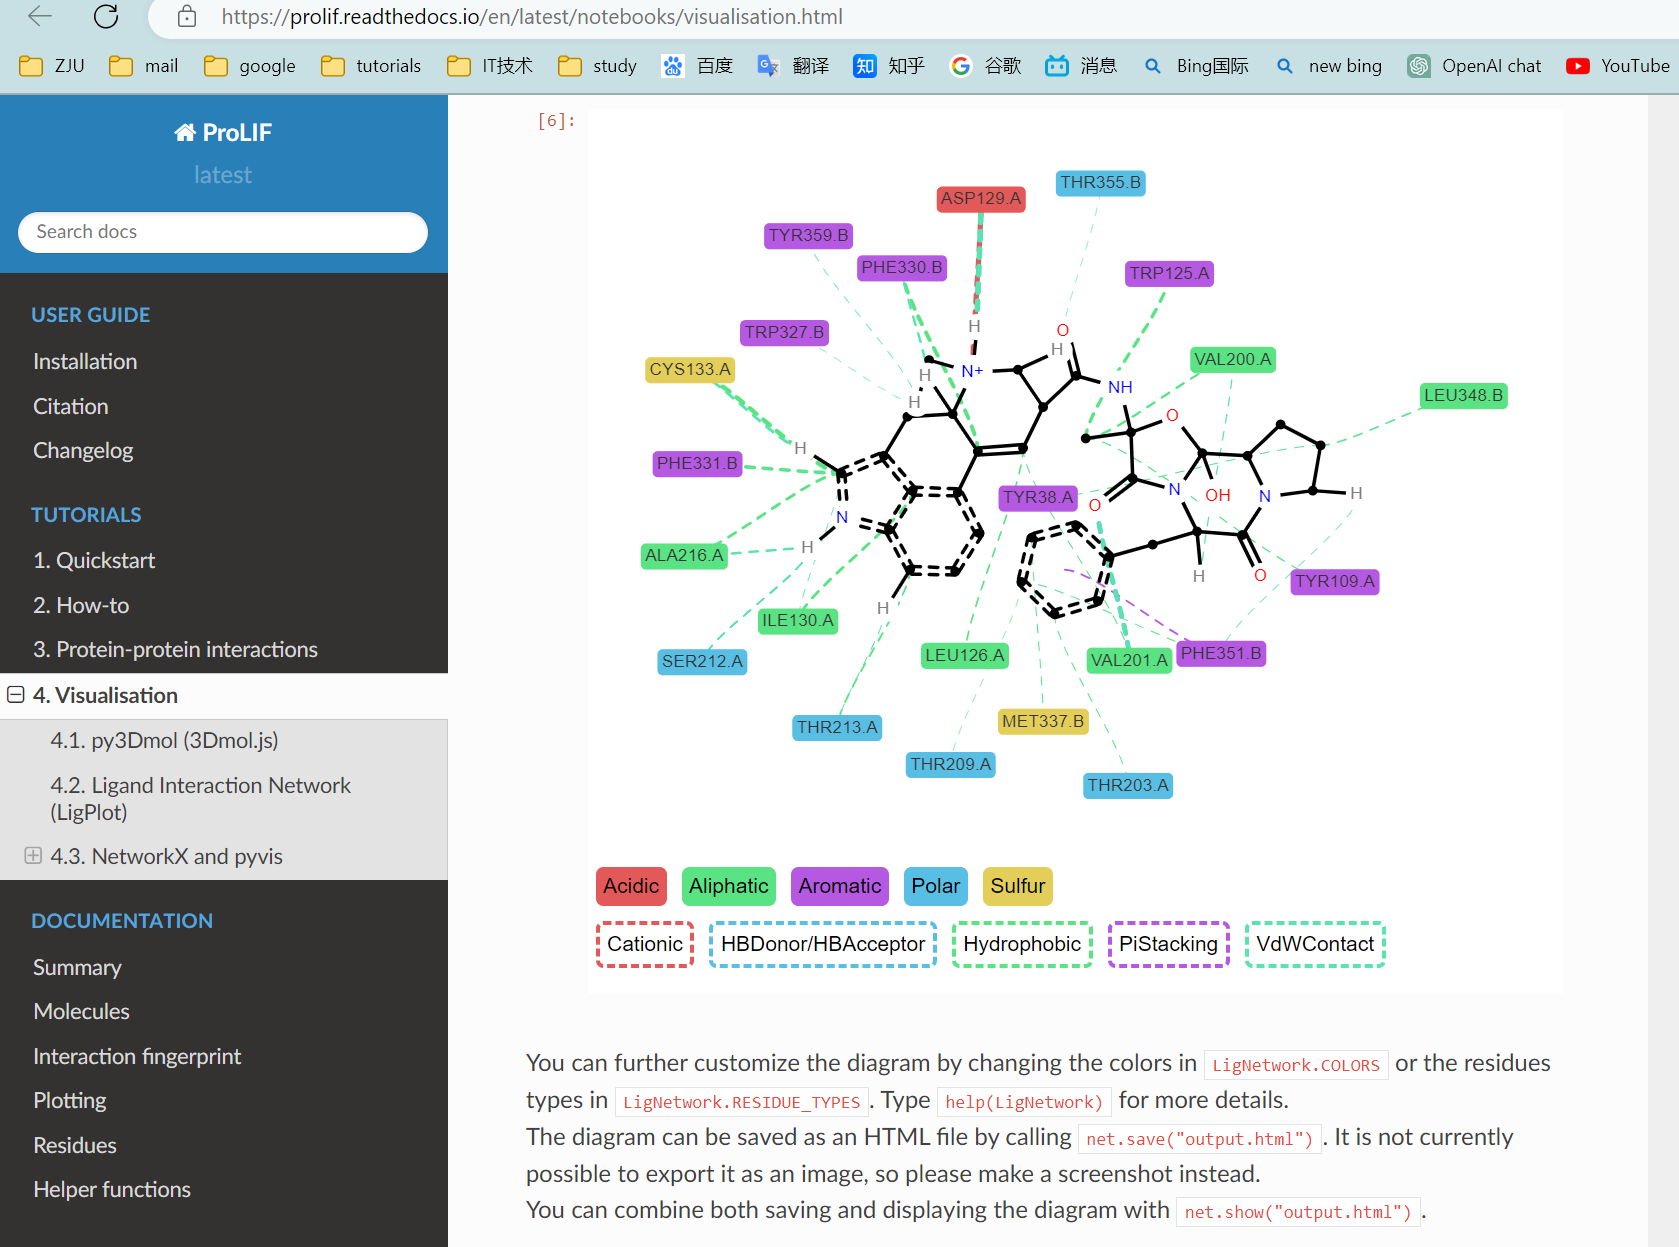 https://prolif.readthedocs.io/en/latest/notebooks/visualisation.html
ZJU mail google tutorials IT技术 study 百度 翻译 知乎 谷歌 消息 Bing国际 new bing OpenAI chat YouTube
ProLIF
latest
Search docs
USER GUIDE
Installation
Citation
Changelog
TUTORIALS
1. Quickstart
2. How-to
3. Protein-protein interactions
4. Visualisation
4.1. py3Dmol (3Dmol.js)
4.2. Ligand Interaction Network
(LigPlot)
4.3. NetworkX and pyvis
DOCUMENTATION
Summary
Molecules
Interaction fingerprint
Plotting
Residues
Helper functions
[6]:
THR355.B
ASP129.A
TYR359.B
PHE330.B
TRP125.A
H
TRP327.B
O
H
VAL200.A
CYS133.A
H
N+
NH
LEU348.B
H
O
H
PHE331.B
TYR38.A
N
OH
N
H
O
N
H
ALA216.A
H
O
TYR109.A
H
ILE130.A
LEU126.A
VAL201.A
PHE351.B
SER212.A
MET337.B
THR213.A
THR209.A
THR203.A
Acidic Aliphatic Aromatic Polar Sulfur
Cationic HBDonor/HBAcceptor Hydrophobic PiStacking VdWContact
You can further customize the diagram by changing the colors in LigNetwork.COLORS or the residues
types in LigNetwork.RESIDUE_TYPES . Type help(LigNetwork) for more details.
The diagram can be saved as an HTML file by calling net.save("output.html") . It is not currently
possible to export it as an image, so please make a screenshot instead.
You can combine both saving and displaying the diagram with net.show("output.html") .